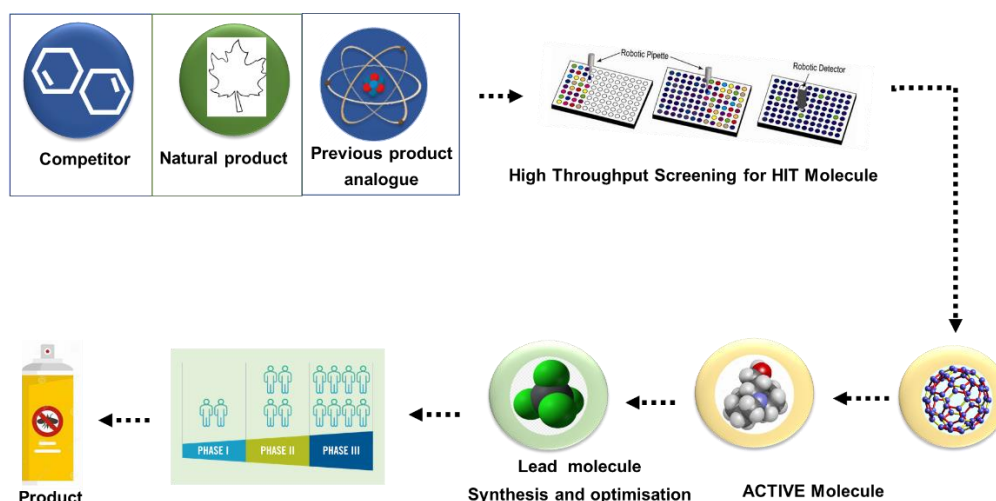 Competitor
Natural product
Previous product
analogue
Robotic Pipette
Robotic Detector
High Throughput Screening for HIT Molecule
PHASE I
PHASE II
PHASE III
Lead molecule
Synthesis and optimisation
ACTIVE Molecule
Product